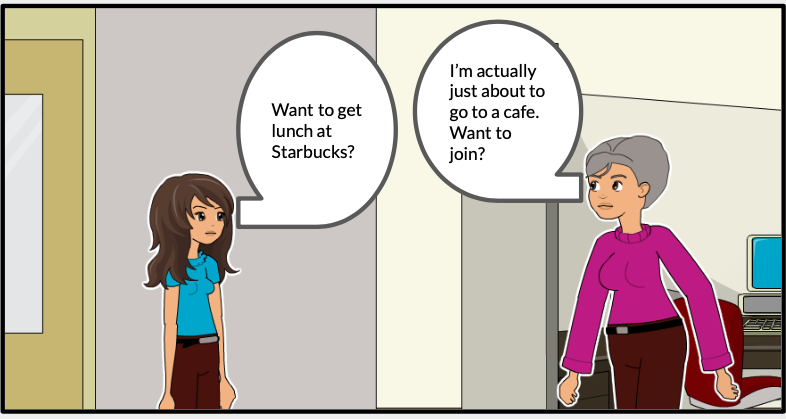 Want to get
lunch at
Starbucks?
I'm actually
just about to
go to a cafe.
Want to
join?